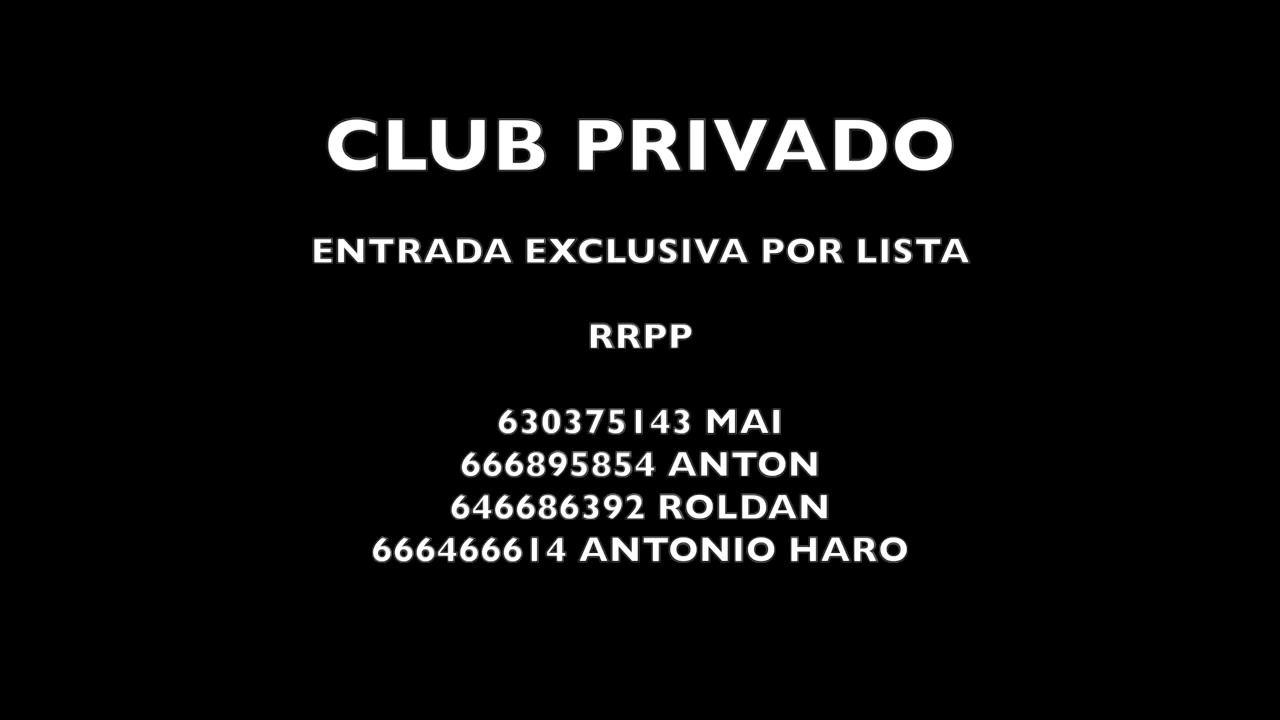 CLUB PRIVADO
ENTRADA EXCLUSIVA POR LISTA
RRPP
630375143 MAI
666895854 ANTON
646686392 ROLDAN
666466614 ANTONIO HARO